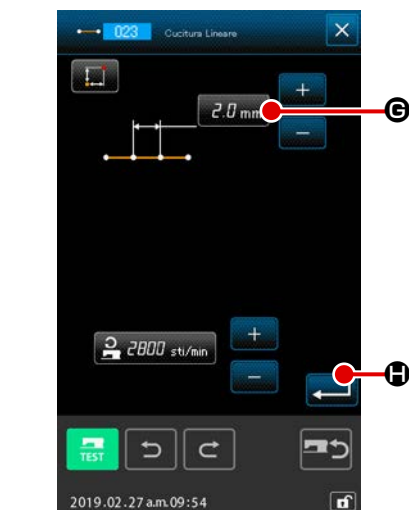 023 Cucitura Lineare
2.0 mm
G
2800 sti/min
H
TEST
2019.02.27 a.m. 09:54